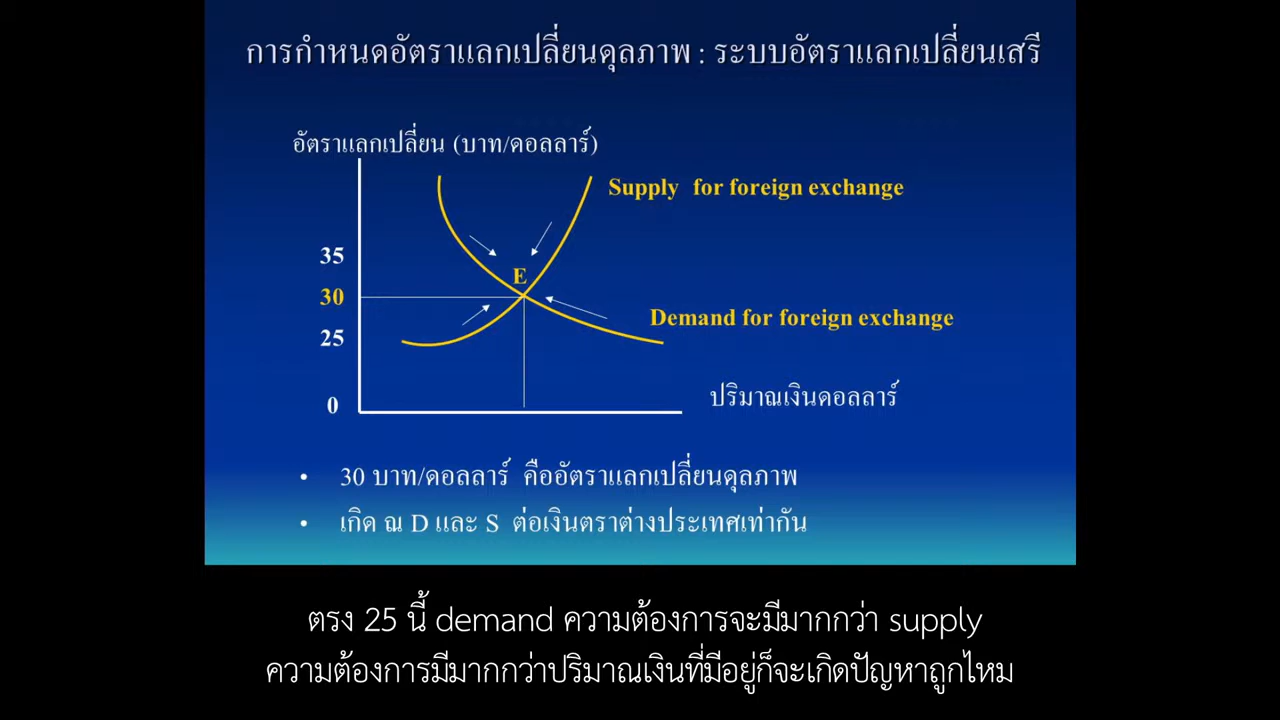 การกำหนดอัตราแลกเปลี่ยนดุลภาพ : ระบบอัตราแลกเปลี่ยนเสรี
อัตราแลกเปลี่ยน (บาท/ดอลลาร์)
Supply for foreign exchange
35
E
30
Demand for foreign exchange
25
0
ปริมาณเงินดอลลาร์
• 30 บาท/ดอลลาร์ คืออัตราแลกเปลี่ยนดุลภาพ
• เกิด ณ D และ S ต่อเงินตราต่างประเทศเท่ากัน
ตรง 25 นี้ demand ความต้องการจะมีมากกว่า supply
ความต้องการมีมากกว่าปริมาณเงินที่มีอยู่ก็จะเกิดปัญหาถูกไหม